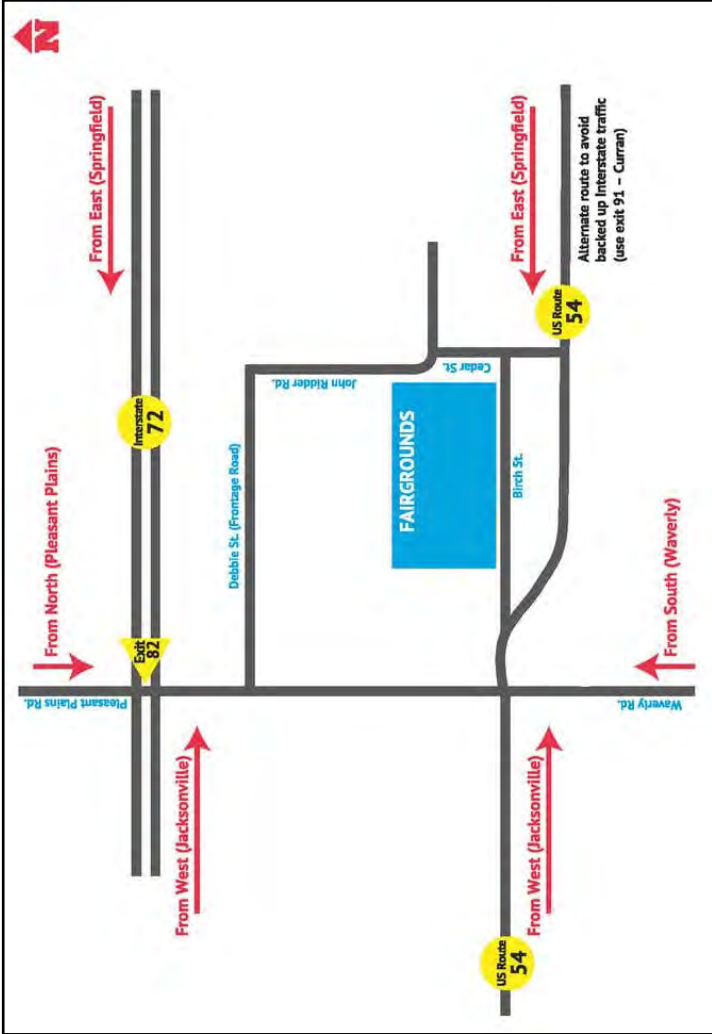 N
From North (Pleasant Plains)
Pleasant Plains Rd.
Exit
82
Interstate
72
From East (Springfield)
From West (Jacksonville)
Debbie St. (Frontage Road)
John Ridder Rd.
FAIRGROUNDS
Cedar St.
Birch St.
From East (Springfield)
US Route
54
Alternate route to avoid
backed up Interstate traffic
(use exit 91 – Curran)
US Route
54
From West (Jacksonville)
From South (Waverly)
Waverly Rd.